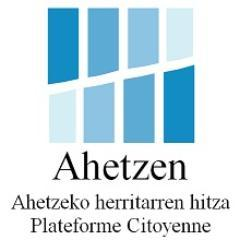 Ahetzen
Ahetzeko herritarren hitza
Plateforme Citoyenne